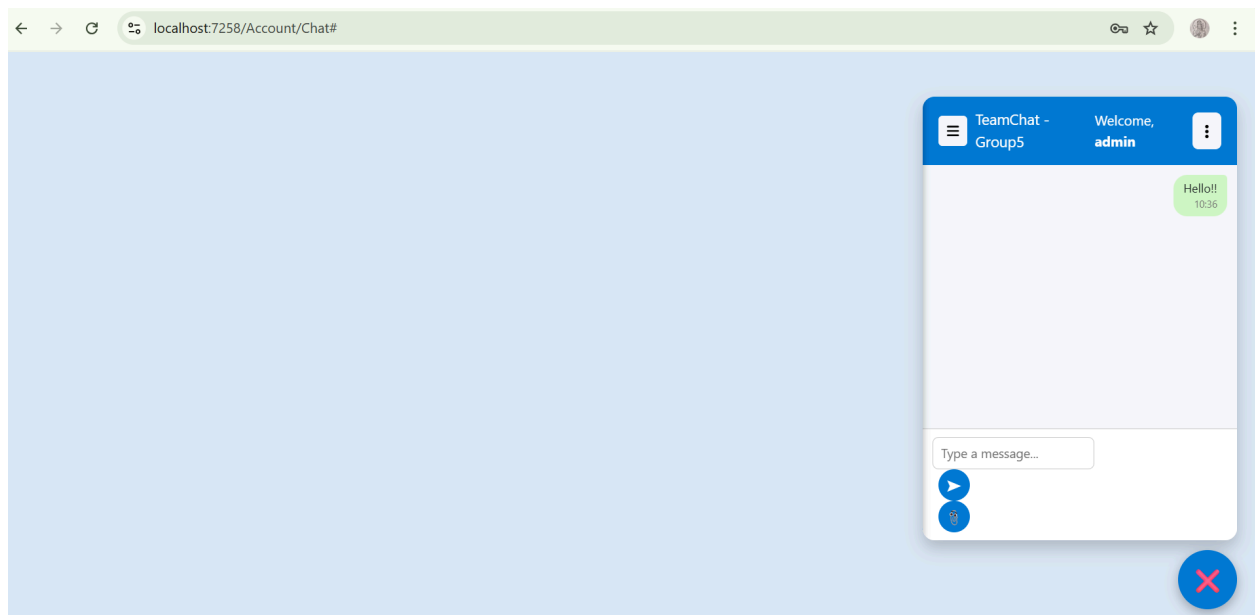 localhost:7258/Account/Chat#
TeamChat -
Group5
Welcome,
admin
Hello!!
10:36
Type a message...